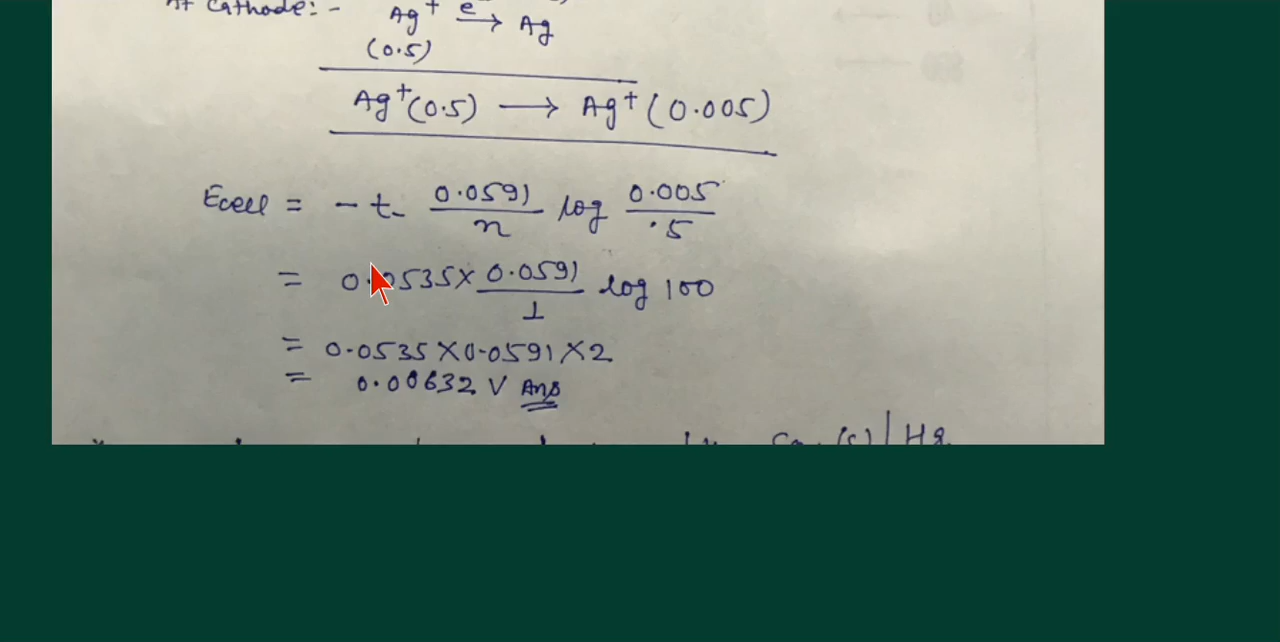 At Cathode:- Ag⁺ e⁻→ Ag
(0.5)
Ag⁺(0.5) ⟶ Ag⁺(0.005)
Ecell = -t₋ 0.0591/n log 0.005/.5
= 0.0535 × 0.0591/1 log 100
= 0.0535 × 0.0591 × 2
= 0.00632 V Ans
(s) | Hg